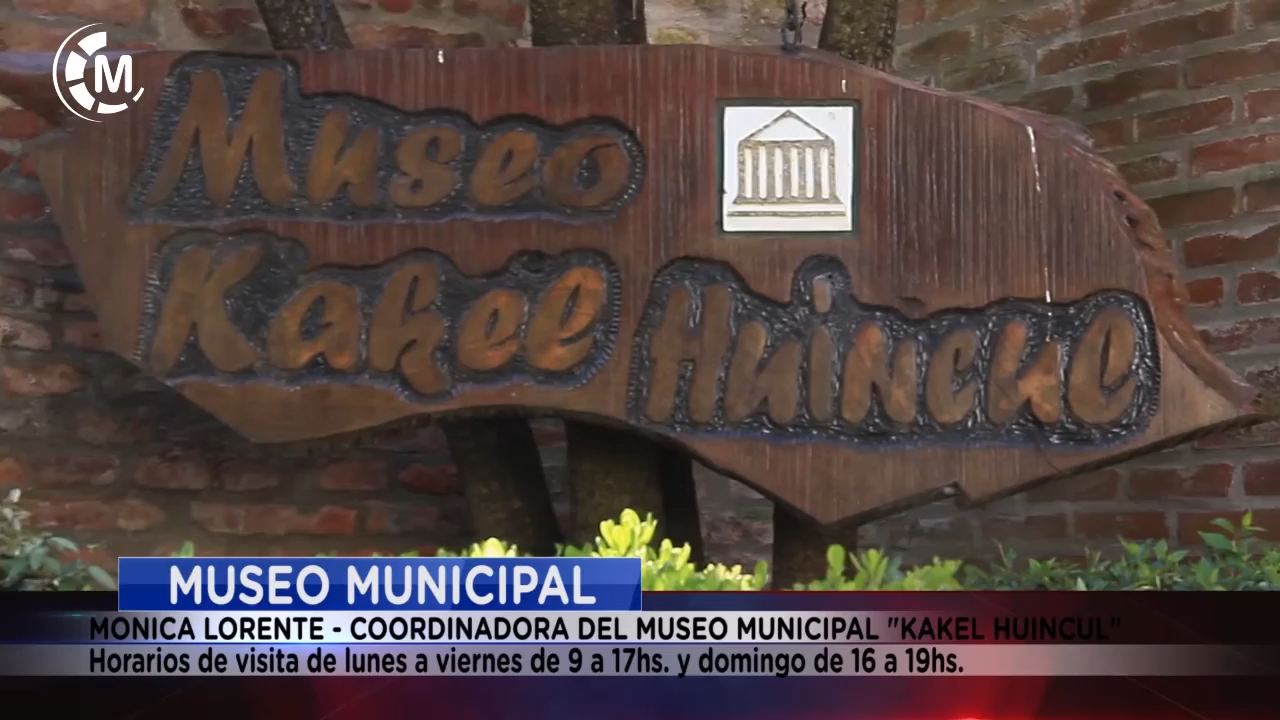 M
Museo
Kakel Huincul
MUSEO MUNICIPAL
MONICA LORENTE - COORDINADORA DEL MUSEO MUNICIPAL "KAKEL HUINCUL"
Horarios de visita de lunes a viernes de 9 a 17hs. y domingo de 16 a 19hs.